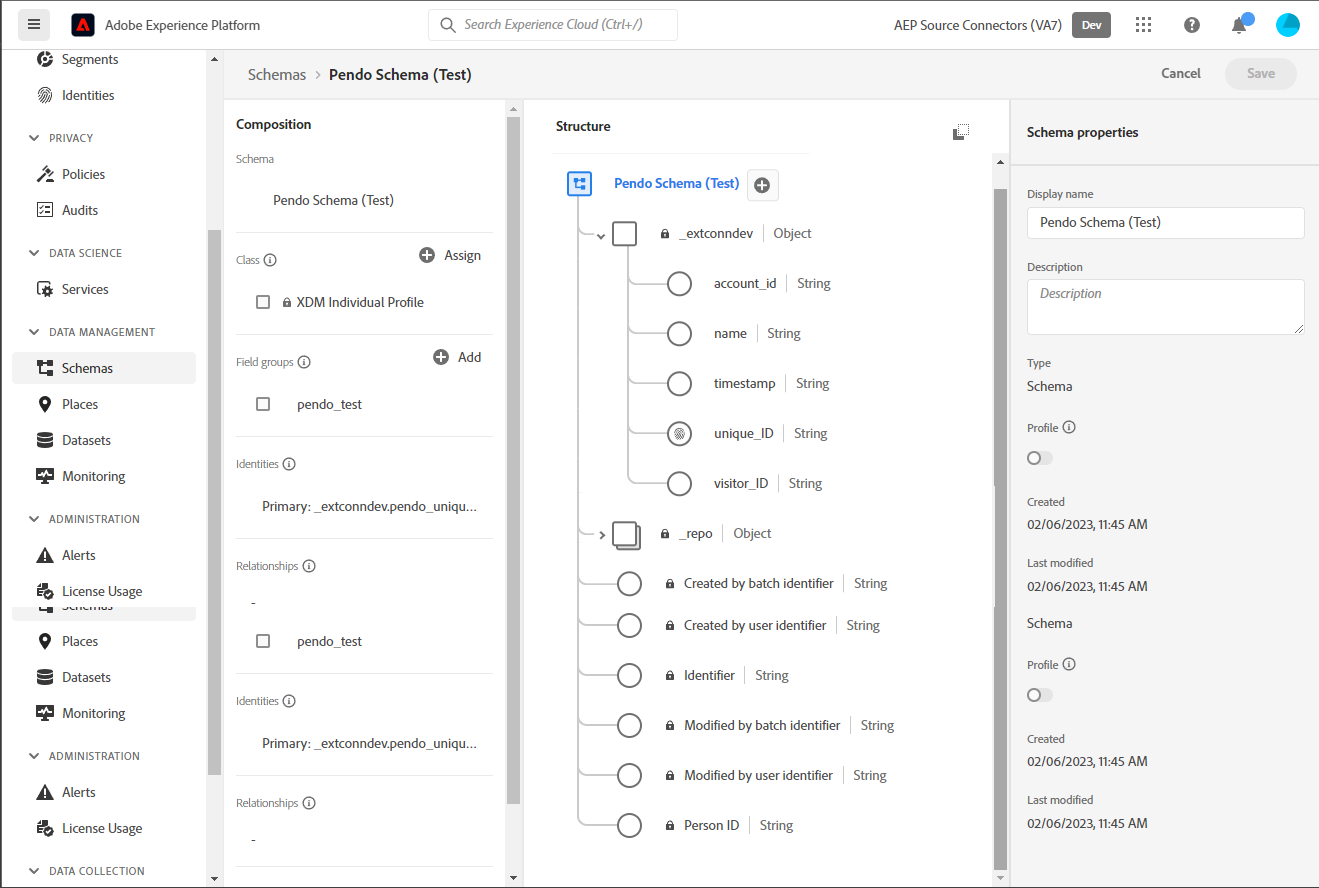 Adobe Experience Platform
Search Experience Cloud (Ctrl+/)
AEP Source Connectors (VA7)
Dev
Segments
Identities
PRIVACY
Policies
Audits
DATA SCIENCE
Services
DATA MANAGEMENT
Schemas
Places
Datasets
Monitoring
ADMINISTRATION
Alerts
License Usage
Schemas
Places
Datasets
Monitoring
ADMINISTRATION
Alerts
License Usage
DATA COLLECTION
Schemas > Pendo Schema (Test)
Cancel
Save
Composition
Schema
Pendo Schema (Test)
Class
Assign
XDM Individual Profile
Field groups
Add
pendo_test
Identities
Primary: _extconndev.pendo_uniqu...
Relationships
-
pendo_test
Identities
Primary: _extconndev.pendo_uniqu...
Relationships
-
Structure
Pendo Schema (Test)
_extconndev | Object
account_id | String
name | String
timestamp | String
unique_ID | String
visitor_ID | String
_repo | Object
Created by batch identifier | String
Created by user identifier | String
Identifier | String
Modified by batch identifier | String
Modified by user identifier | String
Person ID | String
Schema properties
Display name
Pendo Schema (Test)
Description
Description
Type
Schema
Profile
Created
02/06/2023, 11:45 AM
Last modified
02/06/2023, 11:45 AM
Schema
Profile
Created
02/06/2023, 11:45 AM
Last modified
02/06/2023, 11:45 AM